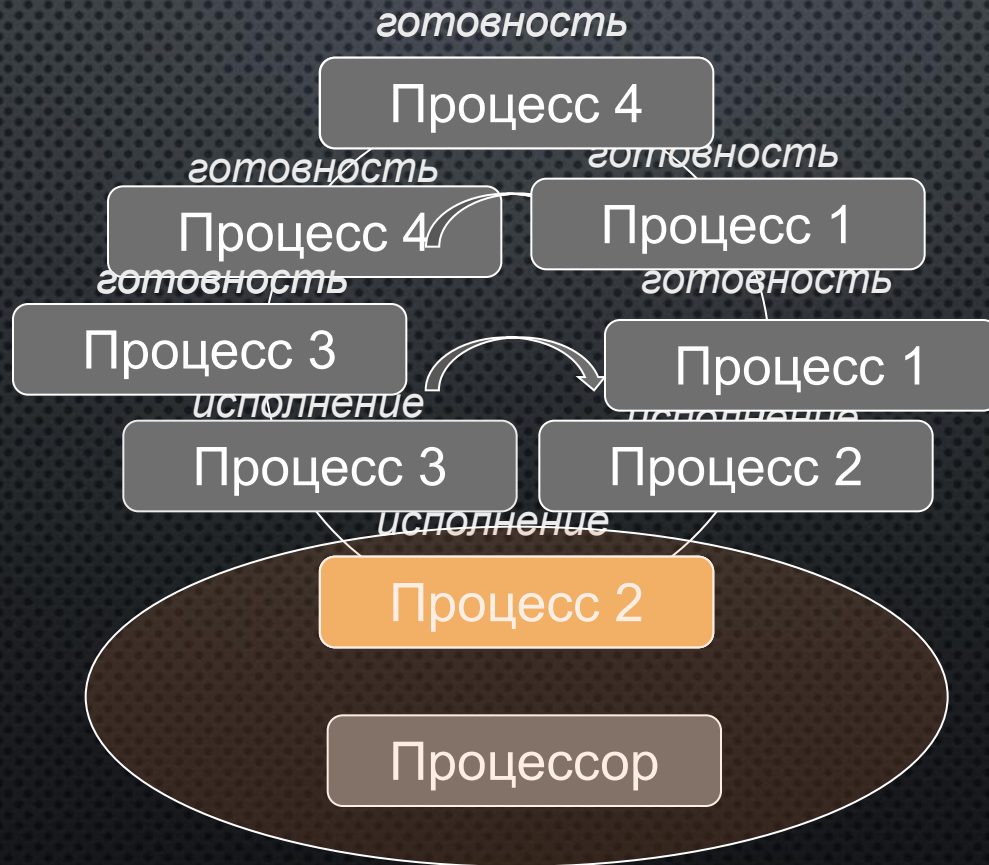 готовность
Процесс 4
готовность
готовность
Процесс 4
Процесс 1
готовность
готовность
Процесс 3
Процесс 1
исполнение
исполнение
Процесс 3
Процесс 2
исполнение
Процесс 2
Процессор